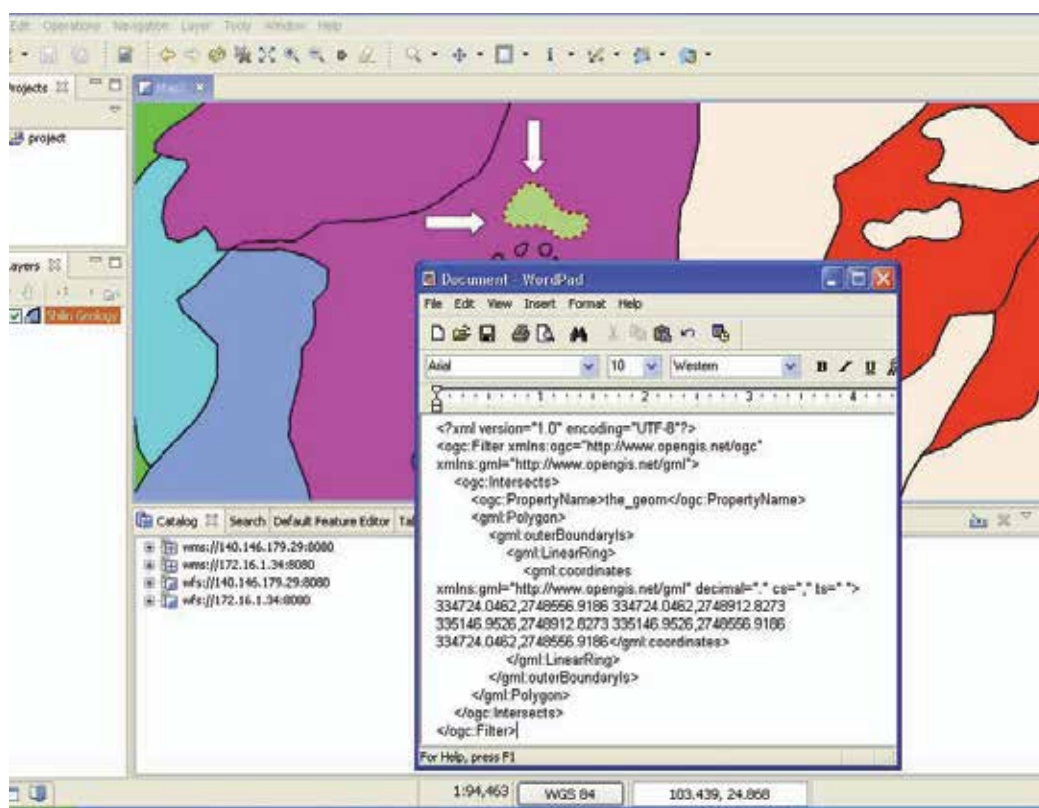 Edit Operations Navigation Layer Tools Window Help
Projects
Map1
project
Layers
Shilin Geology
Document - WordPad
File Edit View Insert Format Help
Arial 10 Western B I U
1 2 3 4
<?xml version="1.0" encoding="UTF-8"?>
<ogc:Filter xmlns:ogc="http://www.opengis.net/ogc"
xmlns:gml="http://www.opengis.net/gml">
<ogc:Intersects>
<ogc:PropertyName>the_geom</ogc:PropertyName>
<gml:Polygon>
<gml:outerBoundaryIs>
<gml:LinearRing>
<gml:coordinates
xmlns:gml="http://www.opengis.net/gml" decimal="." cs="," ts=" ">
334724.0462,2748556.9186 334724.0462,2748912.8273
335146.9526,2748912.8273 335146.9526,2748556.9186
334724.0462,2748556.9186</gml:coordinates>
</gml:LinearRing>
</gml:outerBoundaryIs>
</gml:Polygon>
</ogc:Intersects>
</ogc:Filter>
For Help, press F1
Catalog Search Default Feature Editor
wms://140.146.179.29:8080
wms://172.16.1.34:8080
wfs://140.146.179.29:8080
wfs://172.16.1.34:8080
1:94,463 WGS 84 103.439, 24.868